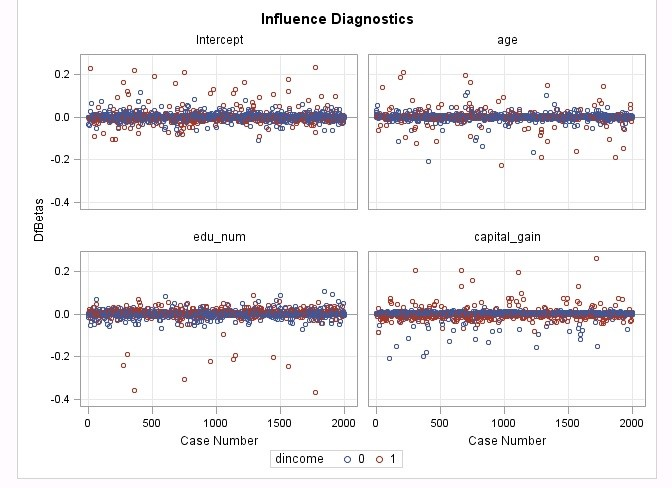 Influence Diagnostics
Intercept
age
0.2
0.0
-0.2
-0.4
DfBetas
edu_num
capital_gain
0.2
0.0
-0.2
-0.4
0 500 1000 1500 2000
0 500 1000 1500 2000
Case Number
Case Number
dincome 0 1